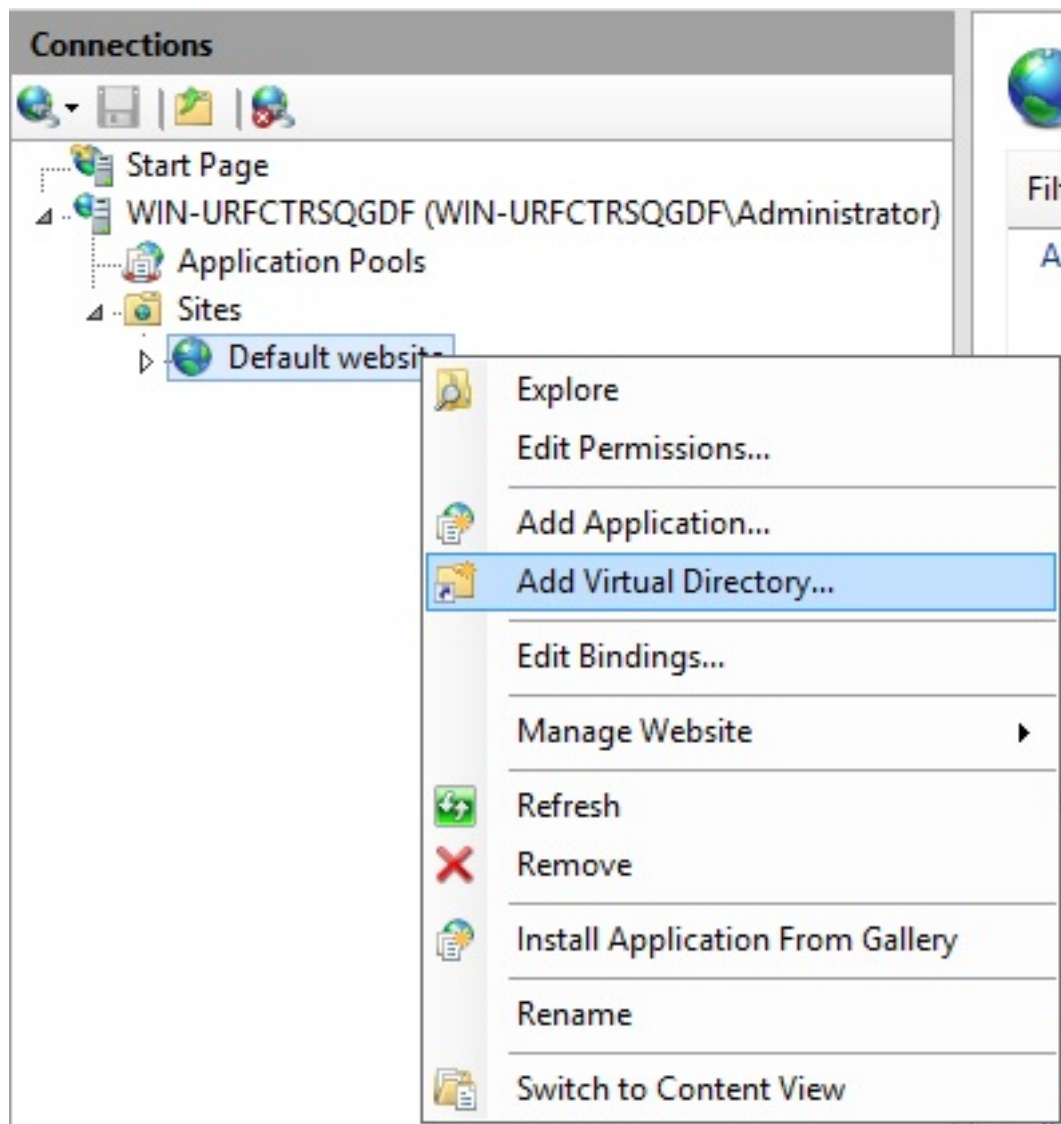 Connections
Start Page
WIN-URFCTRSQGDF (WIN-URFCTRSQGDF\Administrator)
Application Pools
Sites
Default website
Explore
Edit Permissions...
Add Application...
Add Virtual Directory...
Edit Bindings...
Manage Website
Refresh
Remove
Install Application From Gallery
Rename
Switch to Content View